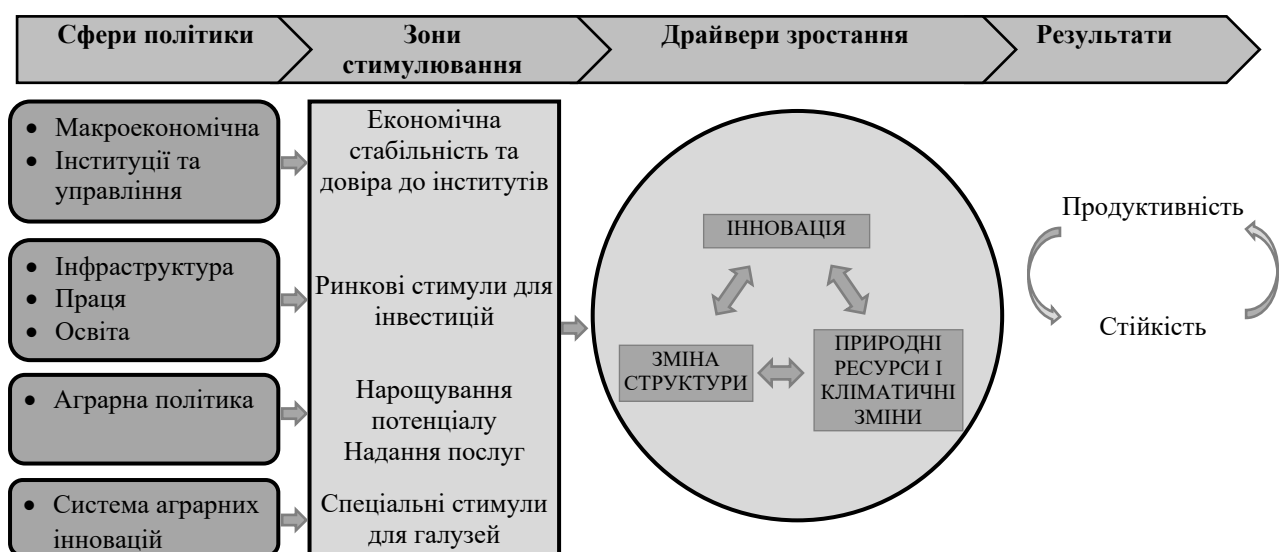 Сфери політики
Зони
стимулювання
Драйвери зростання
Результати
• Макроекономічна
• Інституції та
управління
• Інфраструктура
• Праця
• Освіта
• Аграрна політика
• Система аграрних
інновацій
Економічна
стабільність та
довіра до інститутів
Ринкові стимули для
інвестицій
Нарощування
потенціалу
Надання послуг
Спеціальні стимули
для галузей
ІННОВАЦІЯ
ЗМІНА
СТРУКТУРИ
ПРИРОДНІ
РЕСУРСИ І
КЛІМАТИЧНІ
ЗМІНИ
Продуктивність
Стійкість